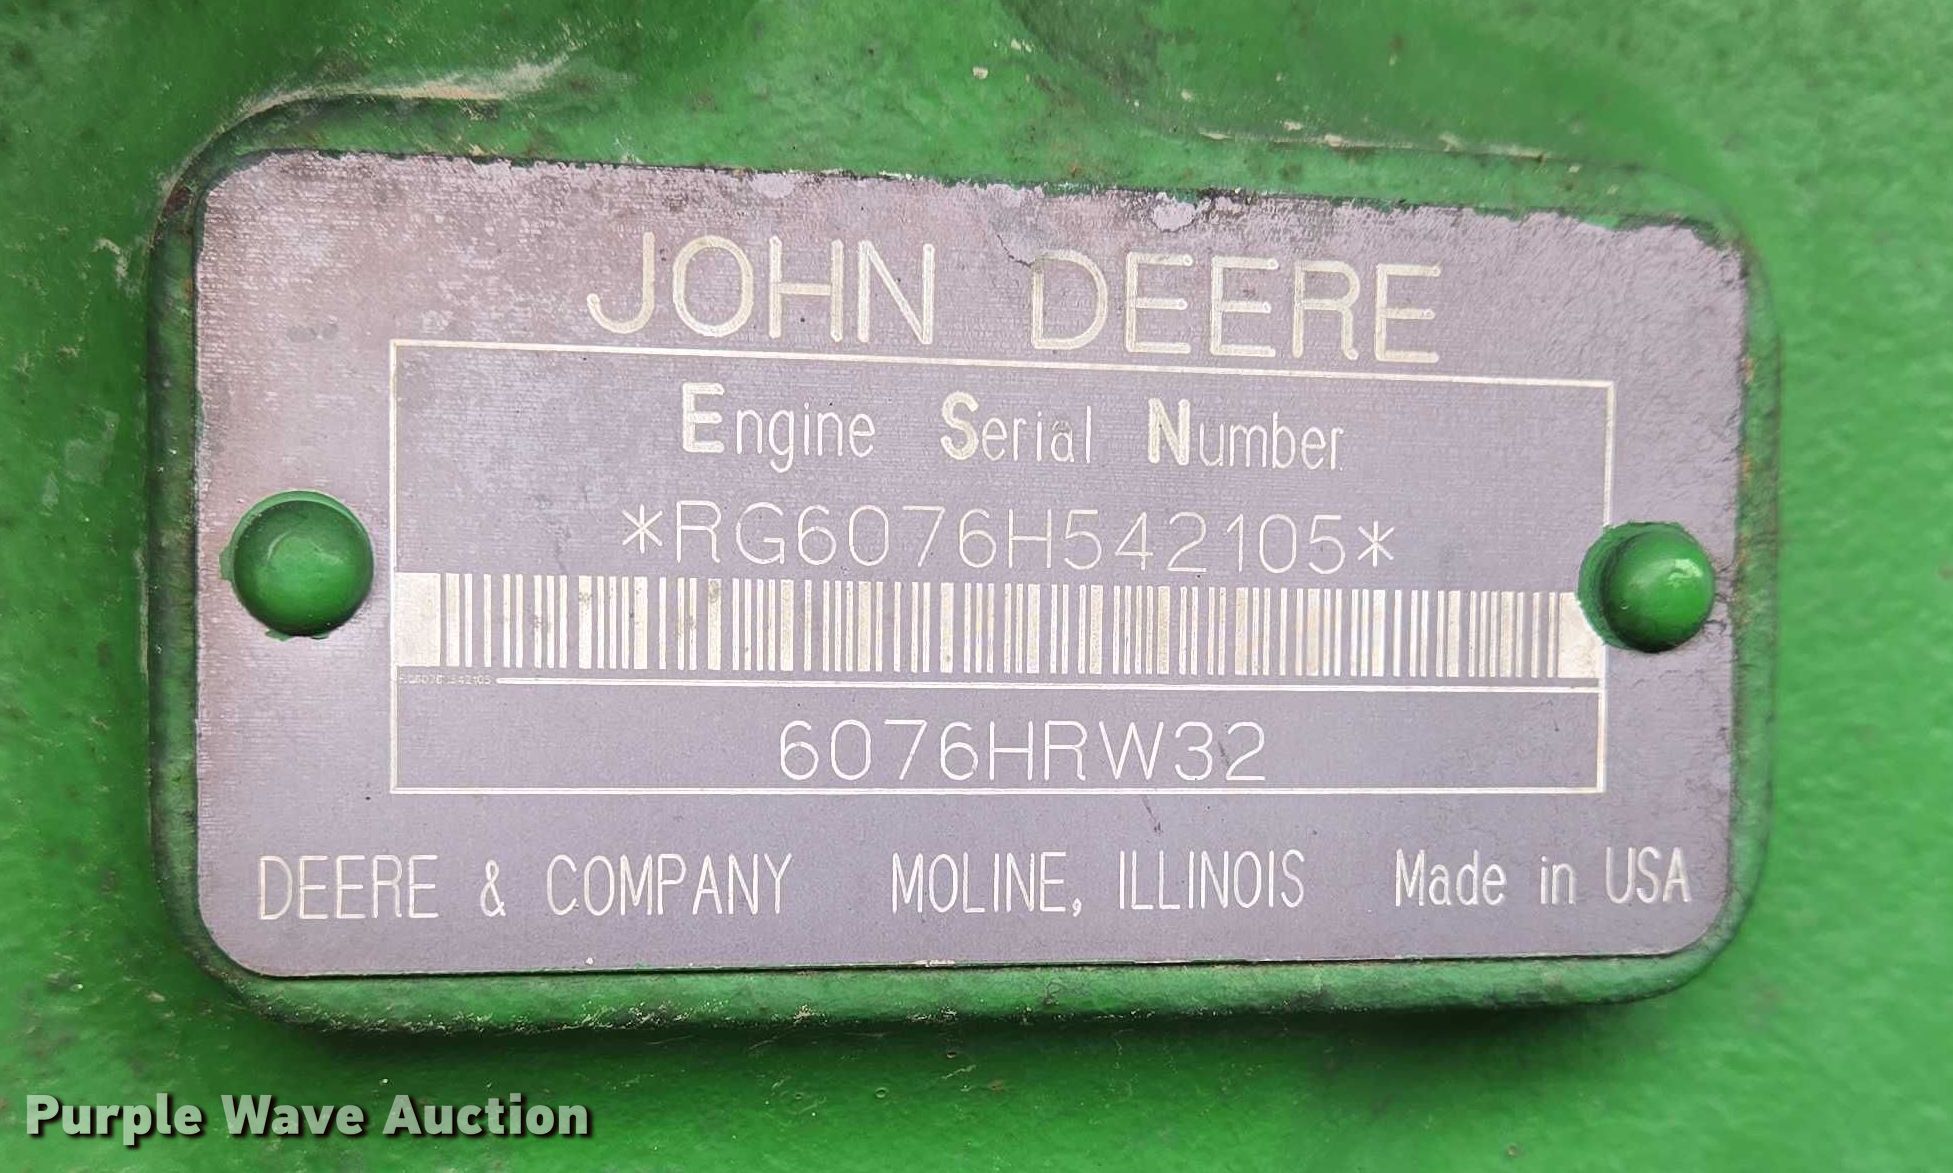 JOHN DEERE
Engine Serial Number
*RG6076H542105*
6076HRW32
DEERE & COMPANY MOLINE, ILLINOIS Made in USA
Purple Wave Auction